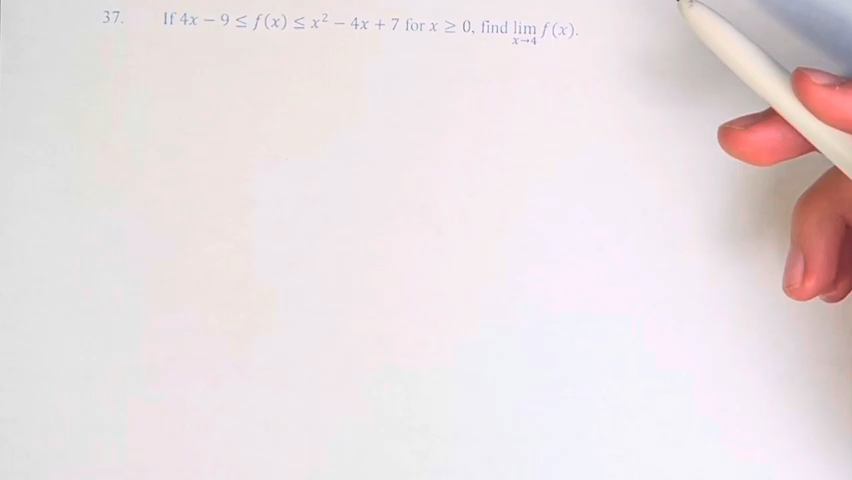 37. If 4x − 9 ≤ f(x) ≤ x² − 4x + 7 for x ≥ 0, find lim x→4 f(x).